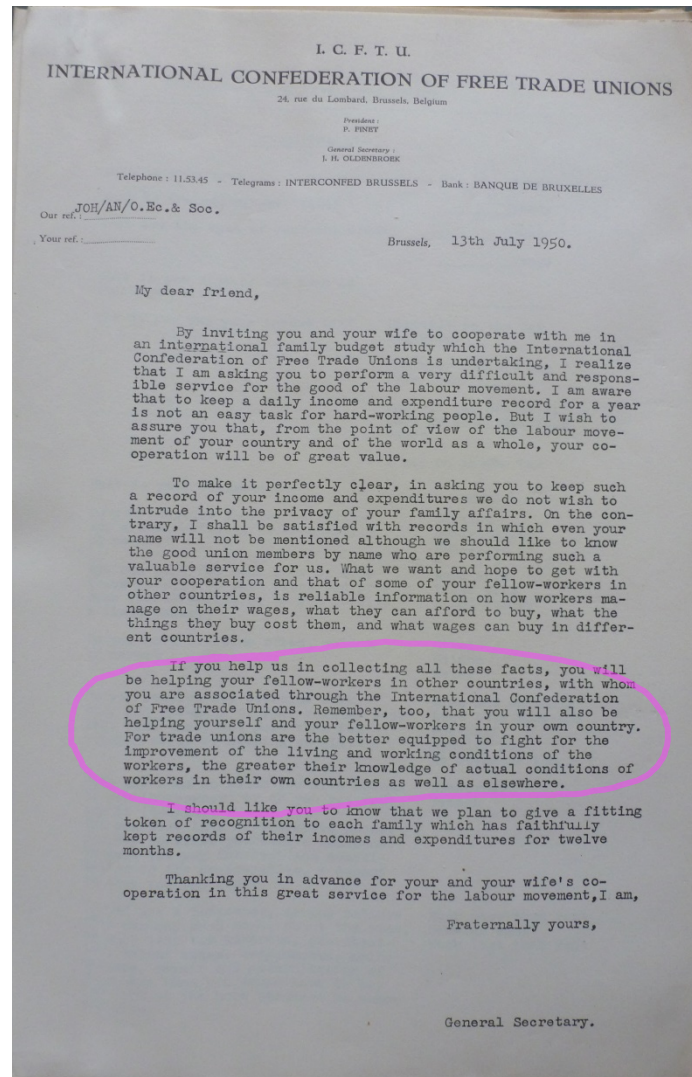 I. C. F. T. U.
INTERNATIONAL CONFEDERATION OF FREE TRADE UNIONS
24, rue du Lombard, Brussels, Belgium
President :
P. FINET
General Secretary :
J. H. OLDENBROEK
Telephone : 11.53.45 - Telegrams : INTERCONFED BRUSSELS - Bank : BANQUE DE BRUXELLES
Our ref. : JOH/AN/O.Ec.& Soc.
Your ref. :
Brussels, 13th July 1950.
My dear friend,
By inviting you and your wife to cooperate with me in
an international family budget study which the International
Confederation of Free Trade Unions is undertaking, I realize
that I am asking you to perform a very difficult and respons-
ible service for the good of the labour movement. I am aware
that to keep a daily income and expenditure record for a year
is not an easy task for hard-working people. But I wish to
assure you that, from the point of view of the labour move-
ment of your country and of the world as a whole, your co-
operation will be of great value.
To make it perfectly clear, in asking you to keep such
a record of your income and expenditures we do not wish to
intrude into the privacy of your family affairs. On the con-
trary, I shall be satisfied with records in which even your
name will not be mentioned although we should like to know
the good union members by name who are performing such a
valuable service for us. What we want and hope to get with
your cooperation and that of some of your fellow-workers in
other countries, is reliable information on how workers ma-
nage on their wages, what they can afford to buy, what the
things they buy cost them, and what wages can buy in differ-
ent countries.
If you help us in collecting all these facts, you will
be helping your fellow-workers in other countries, with whom
you are associated through the International Confederation
of Free Trade Unions. Remember, too, that you will also be
helping yourself and your fellow-workers in your own country.
For trade unions are the better equipped to fight for the
improvement of the living and working conditions of the
workers, the greater their knowledge of actual conditions of
workers in their own countries as well as elsewhere.
I should like you to know that we plan to give a fitting
token of recognition to each family which has faithfully
kept records of their incomes and expenditures for twelve
months.
Thanking you in advance for your and your wife's co-
operation in this great service for the labour movement,I am,
Fraternally yours,
General Secretary.